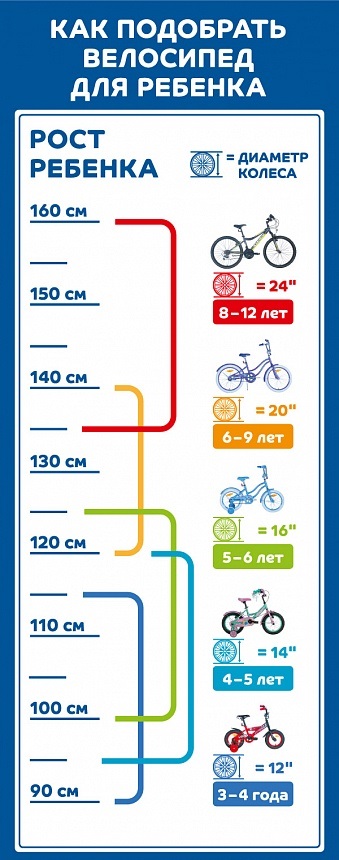 КАК ПОДОБРАТЬ
ВЕЛОСИПЕД
ДЛЯ РЕБЕНКА
РОСТ
РЕБЕНКА
= ДИАМЕТР
КОЛЕСА
160 см
= 24"
8–12 лет
150 см
140 см
= 20"
6–9 лет
130 см
= 16"
5–6 лет
120 см
110 см
= 14"
4–5 лет
100 см
= 12"
3–4 года
90 см